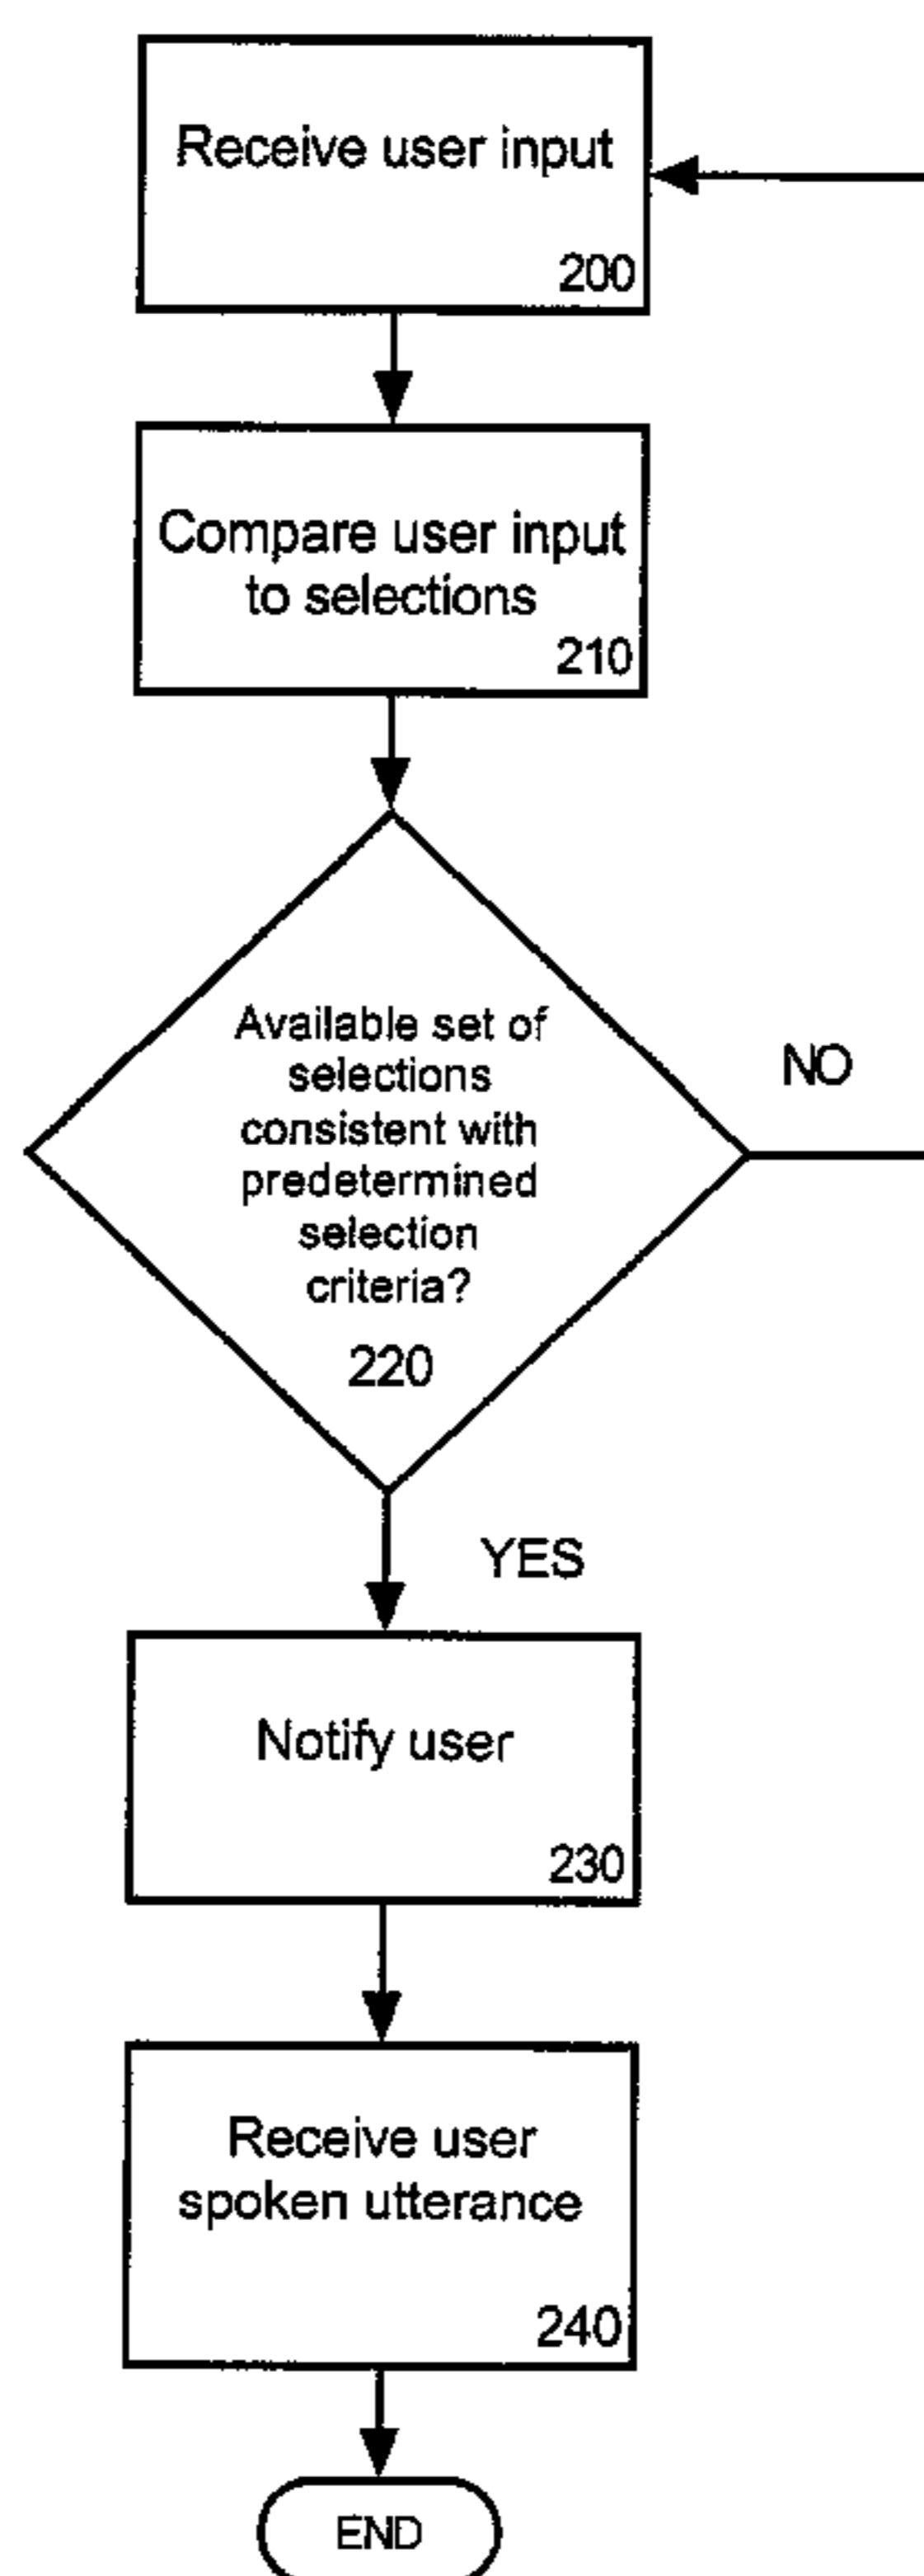 Receive user input
200
Compare user input
to selections
210
Available set of
selections
consistent with
predetermined
selection
criteria?
220
NO
YES
Notify user
230
Receive user
spoken utterance
240
END